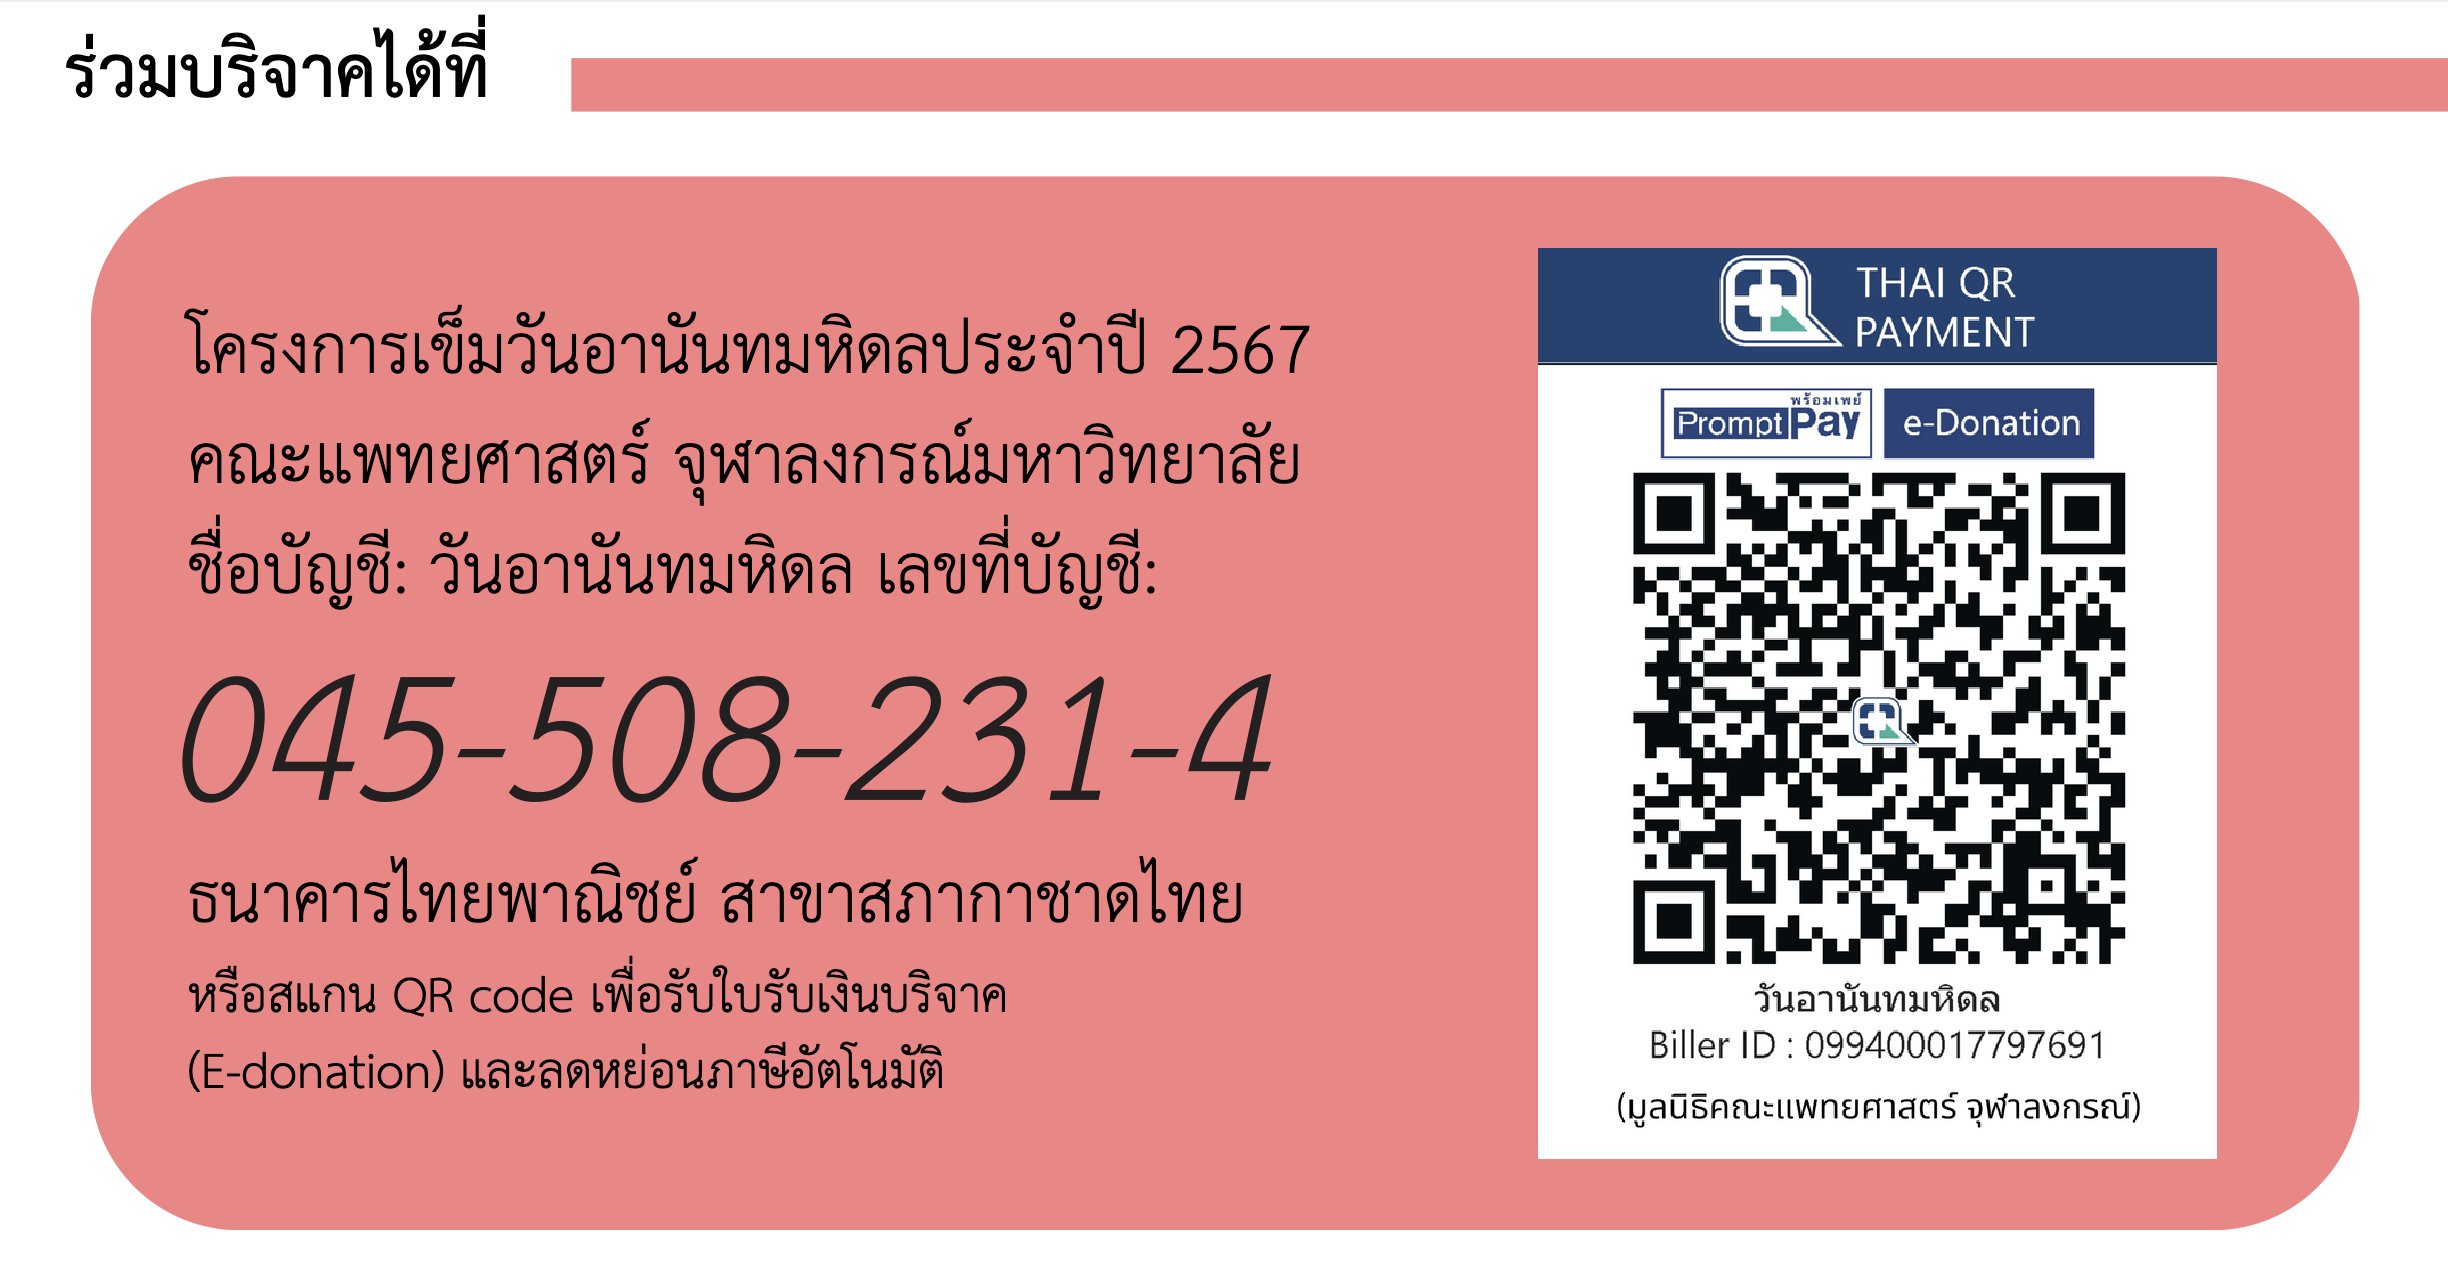 ร่วมบริจาคได้ที่
โครงการเข็มวันอานันทมหิดลประจำปี 2567
คณะแพทยศาสตร์ จุฬาลงกรณ์มหาวิทยาลัย
ชื่อบัญชี: วันอานันทมหิดล เลขที่บัญชี:
045-508-231-4
ธนาคารไทยพาณิชย์ สาขาสภากาชาดไทย
หรือสแกน QR code เพื่อรับใบรับเงินบริจาค
(E-donation) และลดหย่อนภาษีอัตโนมัติ
THAI QR
PAYMENT
พร้อมเพย์
PromptPay e-Donation
วันอานันทมหิดล
Biller ID : 099400017797691
(มูลนิธิคณะแพทยศาสตร์ จุฬาลงกรณ์)